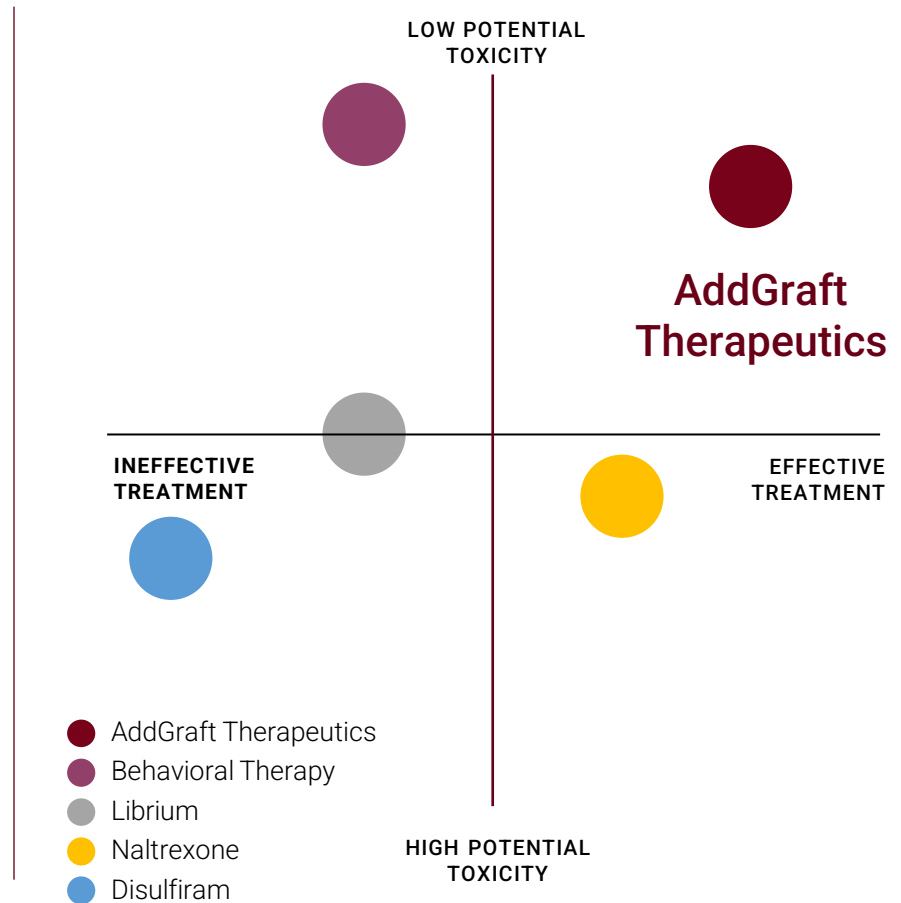 LOW POTENTIAL
TOXICITY
AddGraft
Therapeutics
INEFFECTIVE
TREATMENT
EFFECTIVE
TREATMENT
AddGraft Therapeutics
Behavioral Therapy
Librium
Naltrexone
Disulfiram
HIGH POTENTIAL
TOXICITY